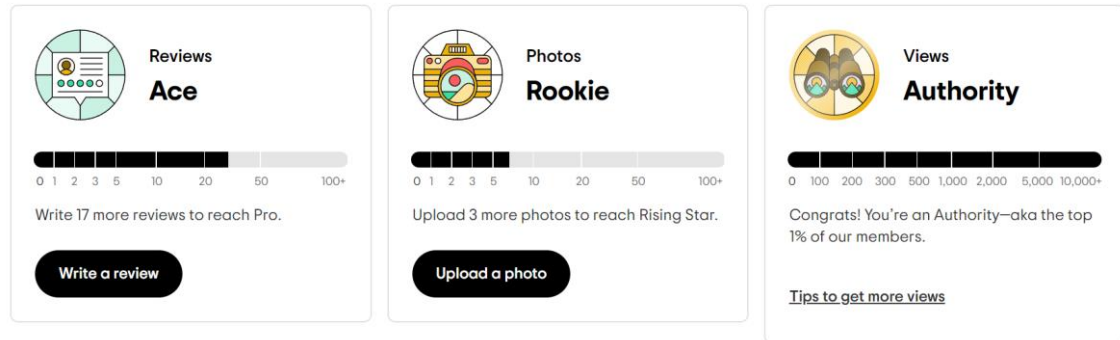 Reviews
Ace
0 1 2 3 5 10 20 50 100+
Write 17 more reviews to reach Pro.
Write a review
Photos
Rookie
0 1 2 3 5 10 20 50 100+
Upload 3 more photos to reach Rising Star.
Upload a photo
Views
Authority
0 100 200 300 500 1,000 2,000 5,000 10,000+
Congrats! You’re an Authority—aka the top
1% of our members.
Tips to get more views